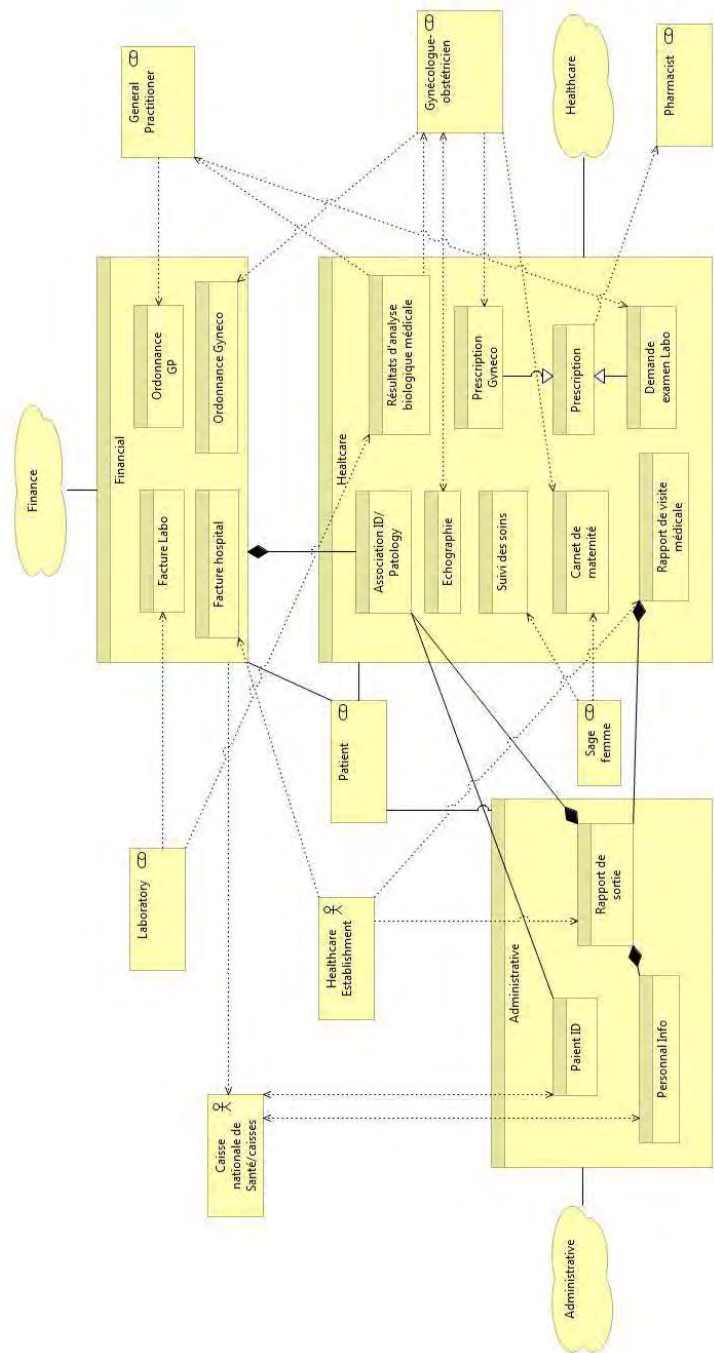 Finance
Financial
Laboratory
Facture Labo
Ordonnnance
GP
General
Practitioner
Facture hospital
Ordonnnance Gyneco
Caisse
nationale de
Santé/caisses
Healthcare
Establishment
Patient
Healtcare
Association ID/
Patology
Résultats d'analyse
biologique médicale
Gynécologue-
obstétricien
Echographie
Suivi des soins
Prescription
Gyneco
Administrative
Administrative
Paient ID
Rapport de
sortie
Sage
femme
Carnet de
maternité
Prescription
Healthcare
Personnal Info
Rapport de visite
médicale
Demande
examen Labo
Pharmacist